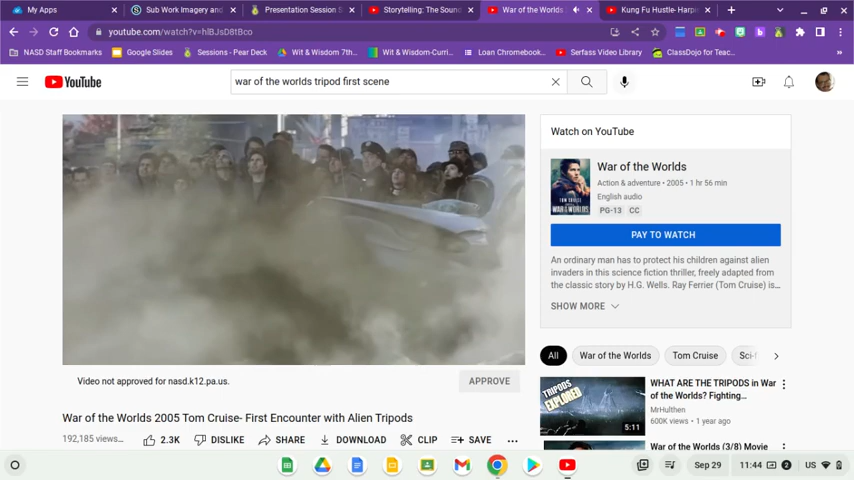 My Apps
Sub Work Imagery and
Presentation Session S
Storytelling: The Sound
War of the Worlds
Kung Fu Hustle- Harpi
youtube.com/watch?v=hlBJsD8tBco
NASD Staff Bookmarks
Google Slides
Sessions - Pear Deck
Wit & Wisdom 7th...
Wit & Wisdom-Curri...
Loan Chromebook...
Serfass Video Library
ClassDojo for Teac...
YouTube
war of the worlds tripod first scene
Watch on YouTube
War of the Worlds
Action & adventure • 2005 • 1 hr 56 min
English audio
PG-13 CC
PAY TO WATCH
An ordinary man has to protect his children against alien
invaders in this science fiction thriller, freely adapted from
the classic story by H.G. Wells. Ray Ferrier (Tom Cruise) is...
SHOW MORE
All
War of the Worlds
Tom Cruise
Sci-f
Video not approved for nasd.k12.pa.us.
APPROVE
TRIPODS
EXPLORED
5:11
WHAT ARE THE TRIPODS in War
of the Worlds? Fighting...
MrHulthen
600K views • 1 year ago
War of the Worlds 2005 Tom Cruise- First Encounter with Alien Tripods
192,185 views...
2.3K
DISLIKE
SHARE
DOWNLOAD
CLIP
SAVE
War of the Worlds (3/8) Movie
Sep 29
11:44
2
US